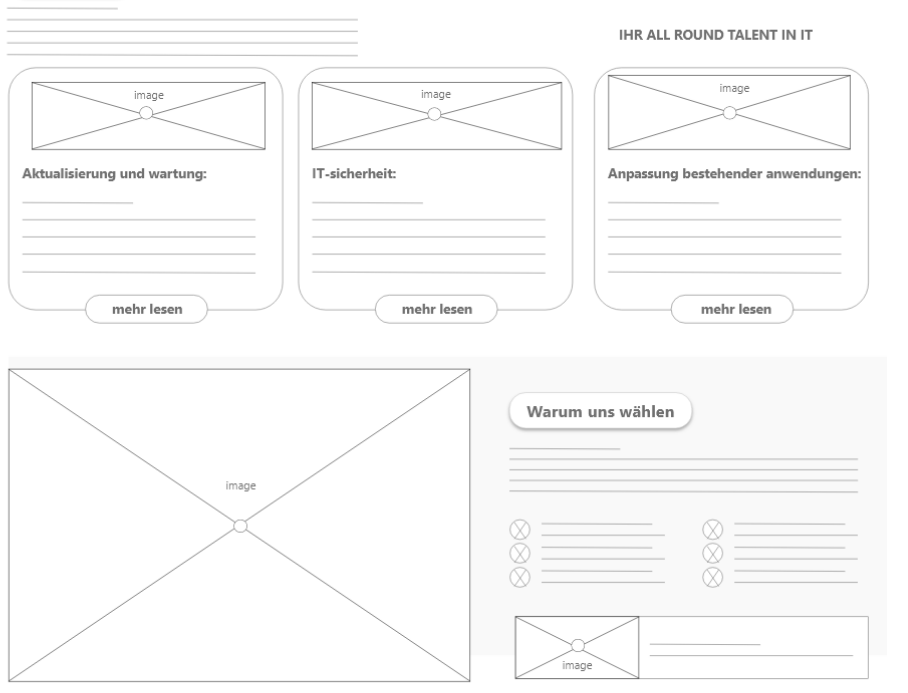 IHR ALL ROUND TALENT IN IT
image
image
image
Aktualisierung und wartung:
IT-sicherheit:
Anpassung bestehender anwendungen:
mehr lesen
mehr lesen
mehr lesen
image
Warum uns wählen
image